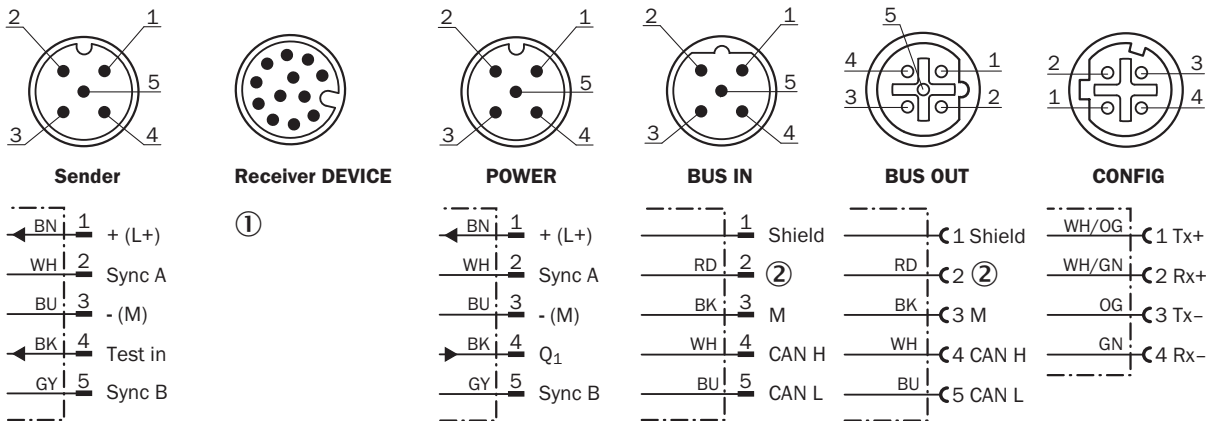 2 1
5
3 4
Sender
BN 1 + (L+)
WH 2 Sync A
BU 3 - (M)
BK 4 Test in
GY 5 Sync B
Receiver DEVICE
①
2 1
5
3 4
POWER
BN 1 + (L+)
WH 2 Sync A
BU 3 - (M)
BK 4 Q₁
GY 5 Sync B
2 1
5
3 4
BUS IN
1 Shield
RD 2 ②
BK 3 M
WH 4 CAN H
BU 5 CAN L
5
4 1
3 2
BUS OUT
1 Shield
RD 2 ②
BK 3 M
WH 4 CAN H
BU 5 CAN L
2 3
1 4
CONFIG
WH/OG 1 Tx+
WH/GN 2 Rx+
OG 3 Tx–
GN 4 Rx–